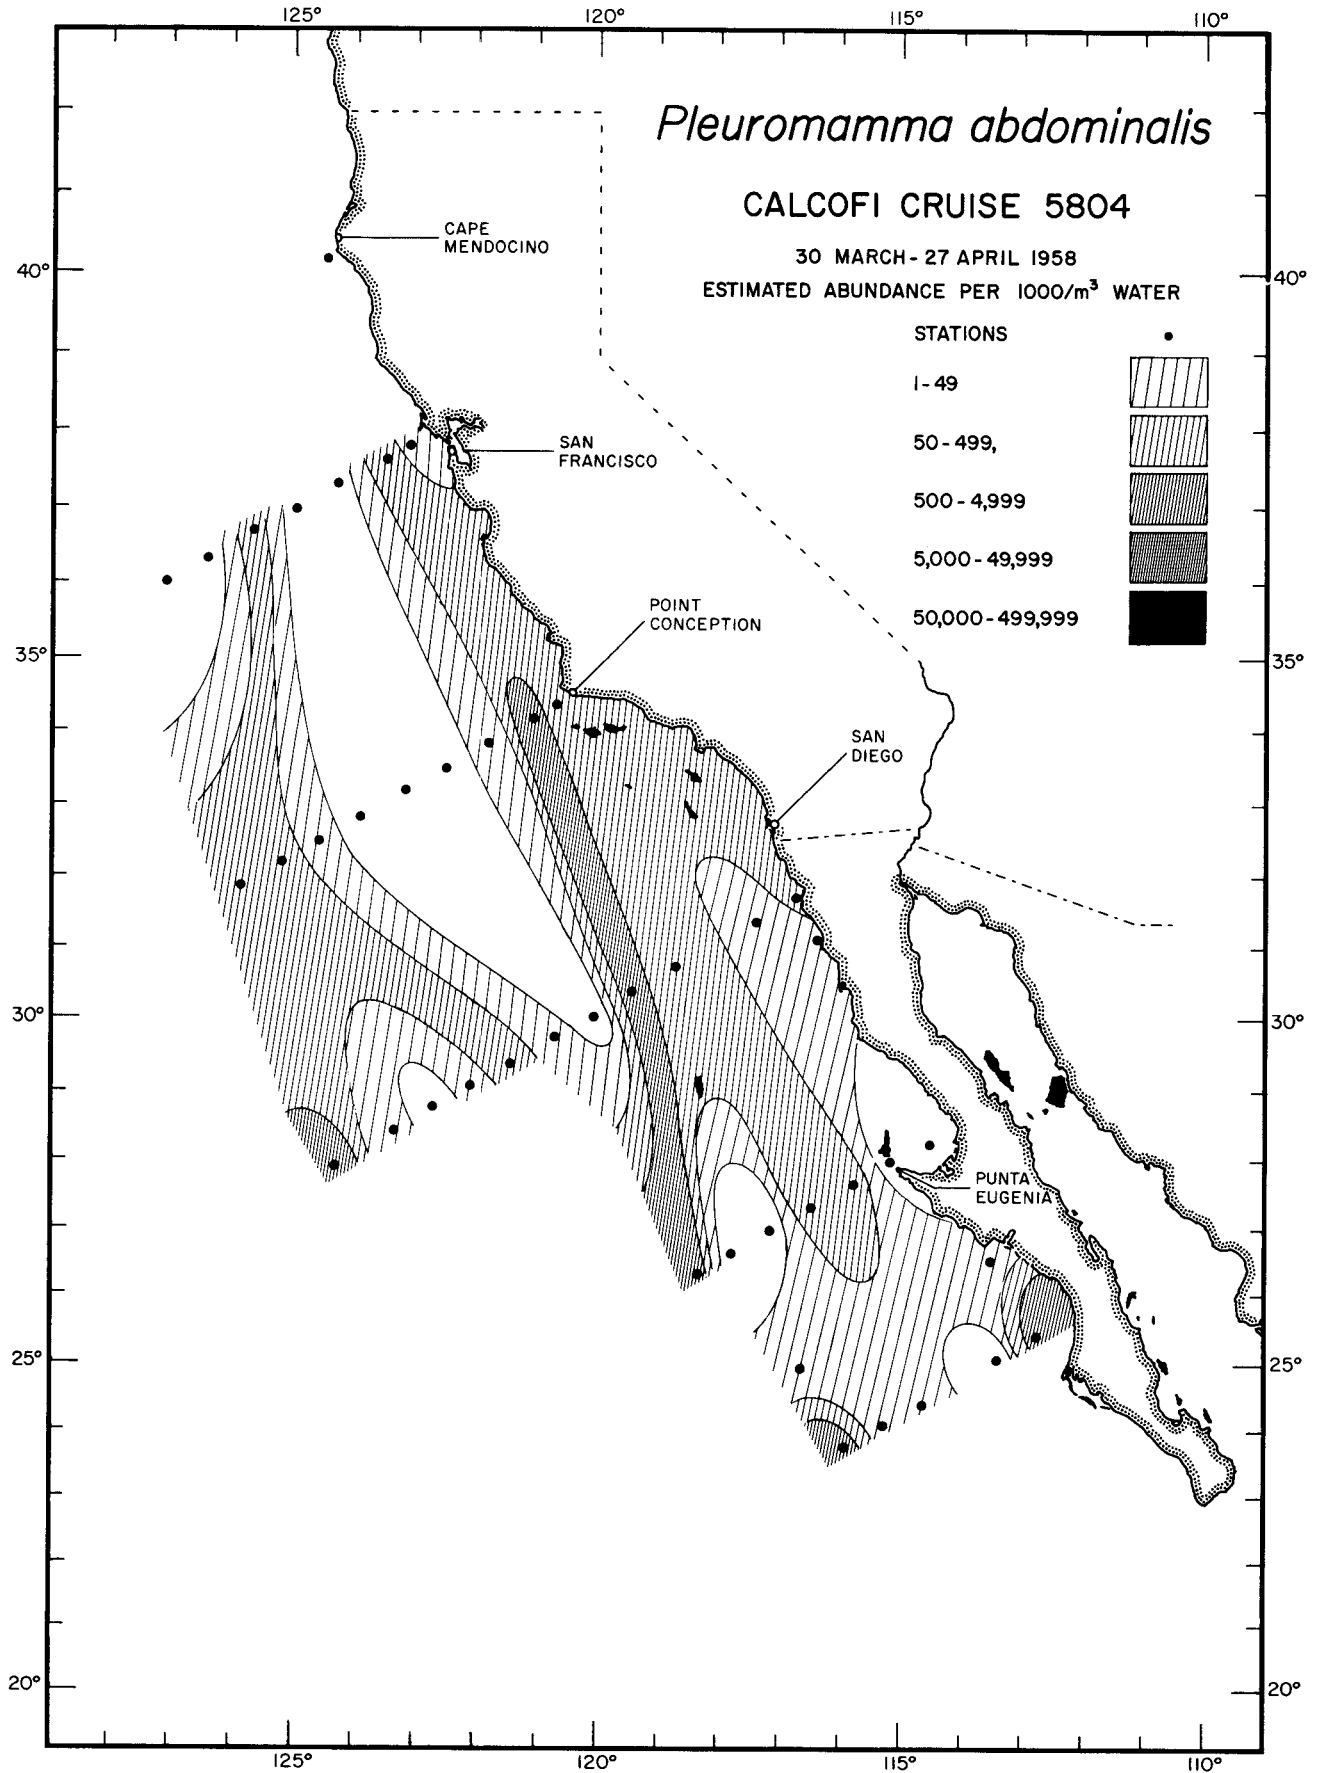 125°
120°
115°
110°
Pleuromamma abdominalis
CALCOFI CRUISE 5804
30 MARCH - 27 APRIL 1958
ESTIMATED ABUNDANCE PER 1000/m³ WATER
STATIONS
1 - 49
50 - 499,
500 - 4,999
5,000 - 49,999
50,000 - 499,999
CAPE
MENDOCINO
40°
40°
SAN
FRANCISCO
POINT
CONCEPTION
35°
35°
SAN
DIEGO
30°
30°
PUNTA
EUGENIA
25°
25°
20°
20°
125°
120°
115°
110°